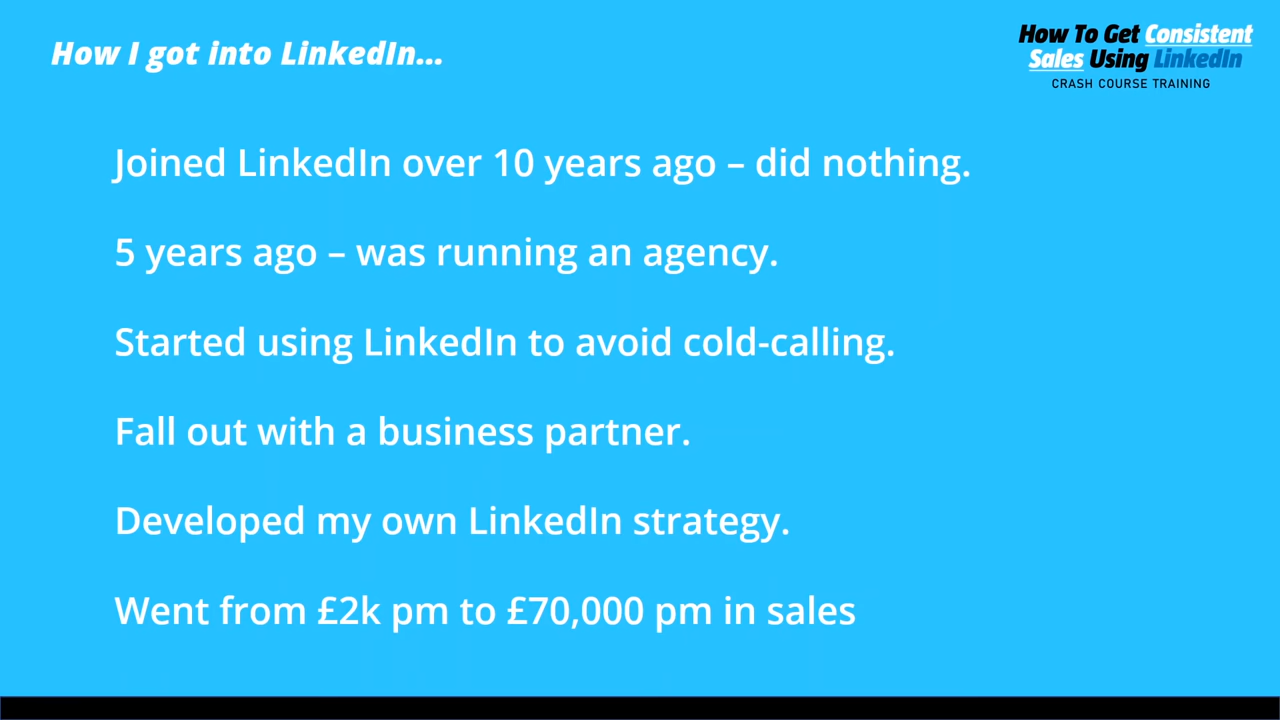 How I got into LinkedIn...
How To Get Consistent
Sales Using LinkedIn
CRASH COURSE TRAINING
Joined LinkedIn over 10 years ago – did nothing.
5 years ago – was running an agency.
Started using LinkedIn to avoid cold-calling.
Fall out with a business partner.
Developed my own LinkedIn strategy.
Went from £2k pm to £70,000 pm in sales